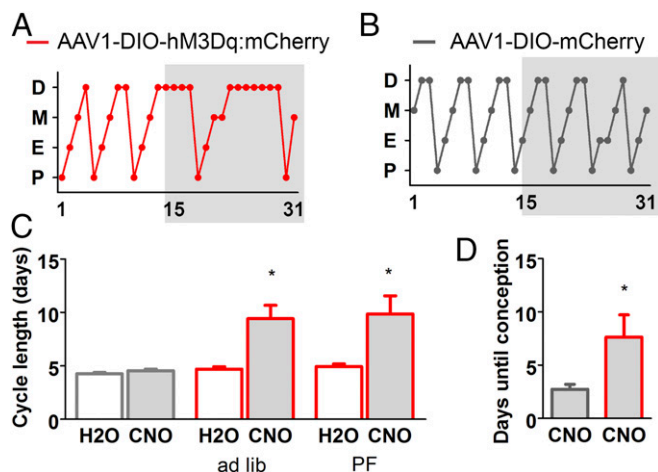 A
AAV1-DIO-hM3Dq:mCherry
D
M
E
P
1 15 31
B
AAV1-DIO-mCherry
D
M
E
P
1 15 31
C
Cycle length (days)
15
10
5
0
* *
H2O CNO H2O CNO H2O CNO
ad lib PF
D
Days until conception
15
10
5
0
*
CNO CNO